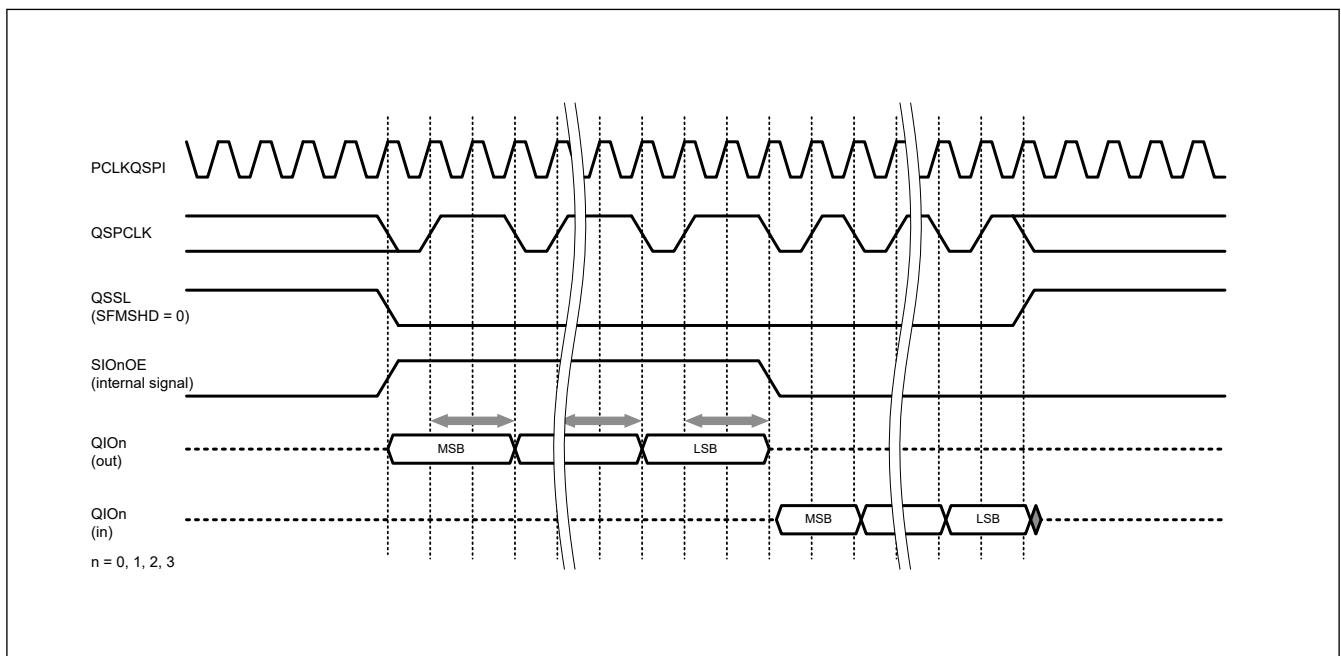 PCLKQSPI
QSPCLK
QSSL
(SFMSHD = 0)
SIOnOE
(internal signal)
QIOn
(out)
MSB
LSB
QIOn
(in)
MSB
LSB
n = 0, 1, 2, 3